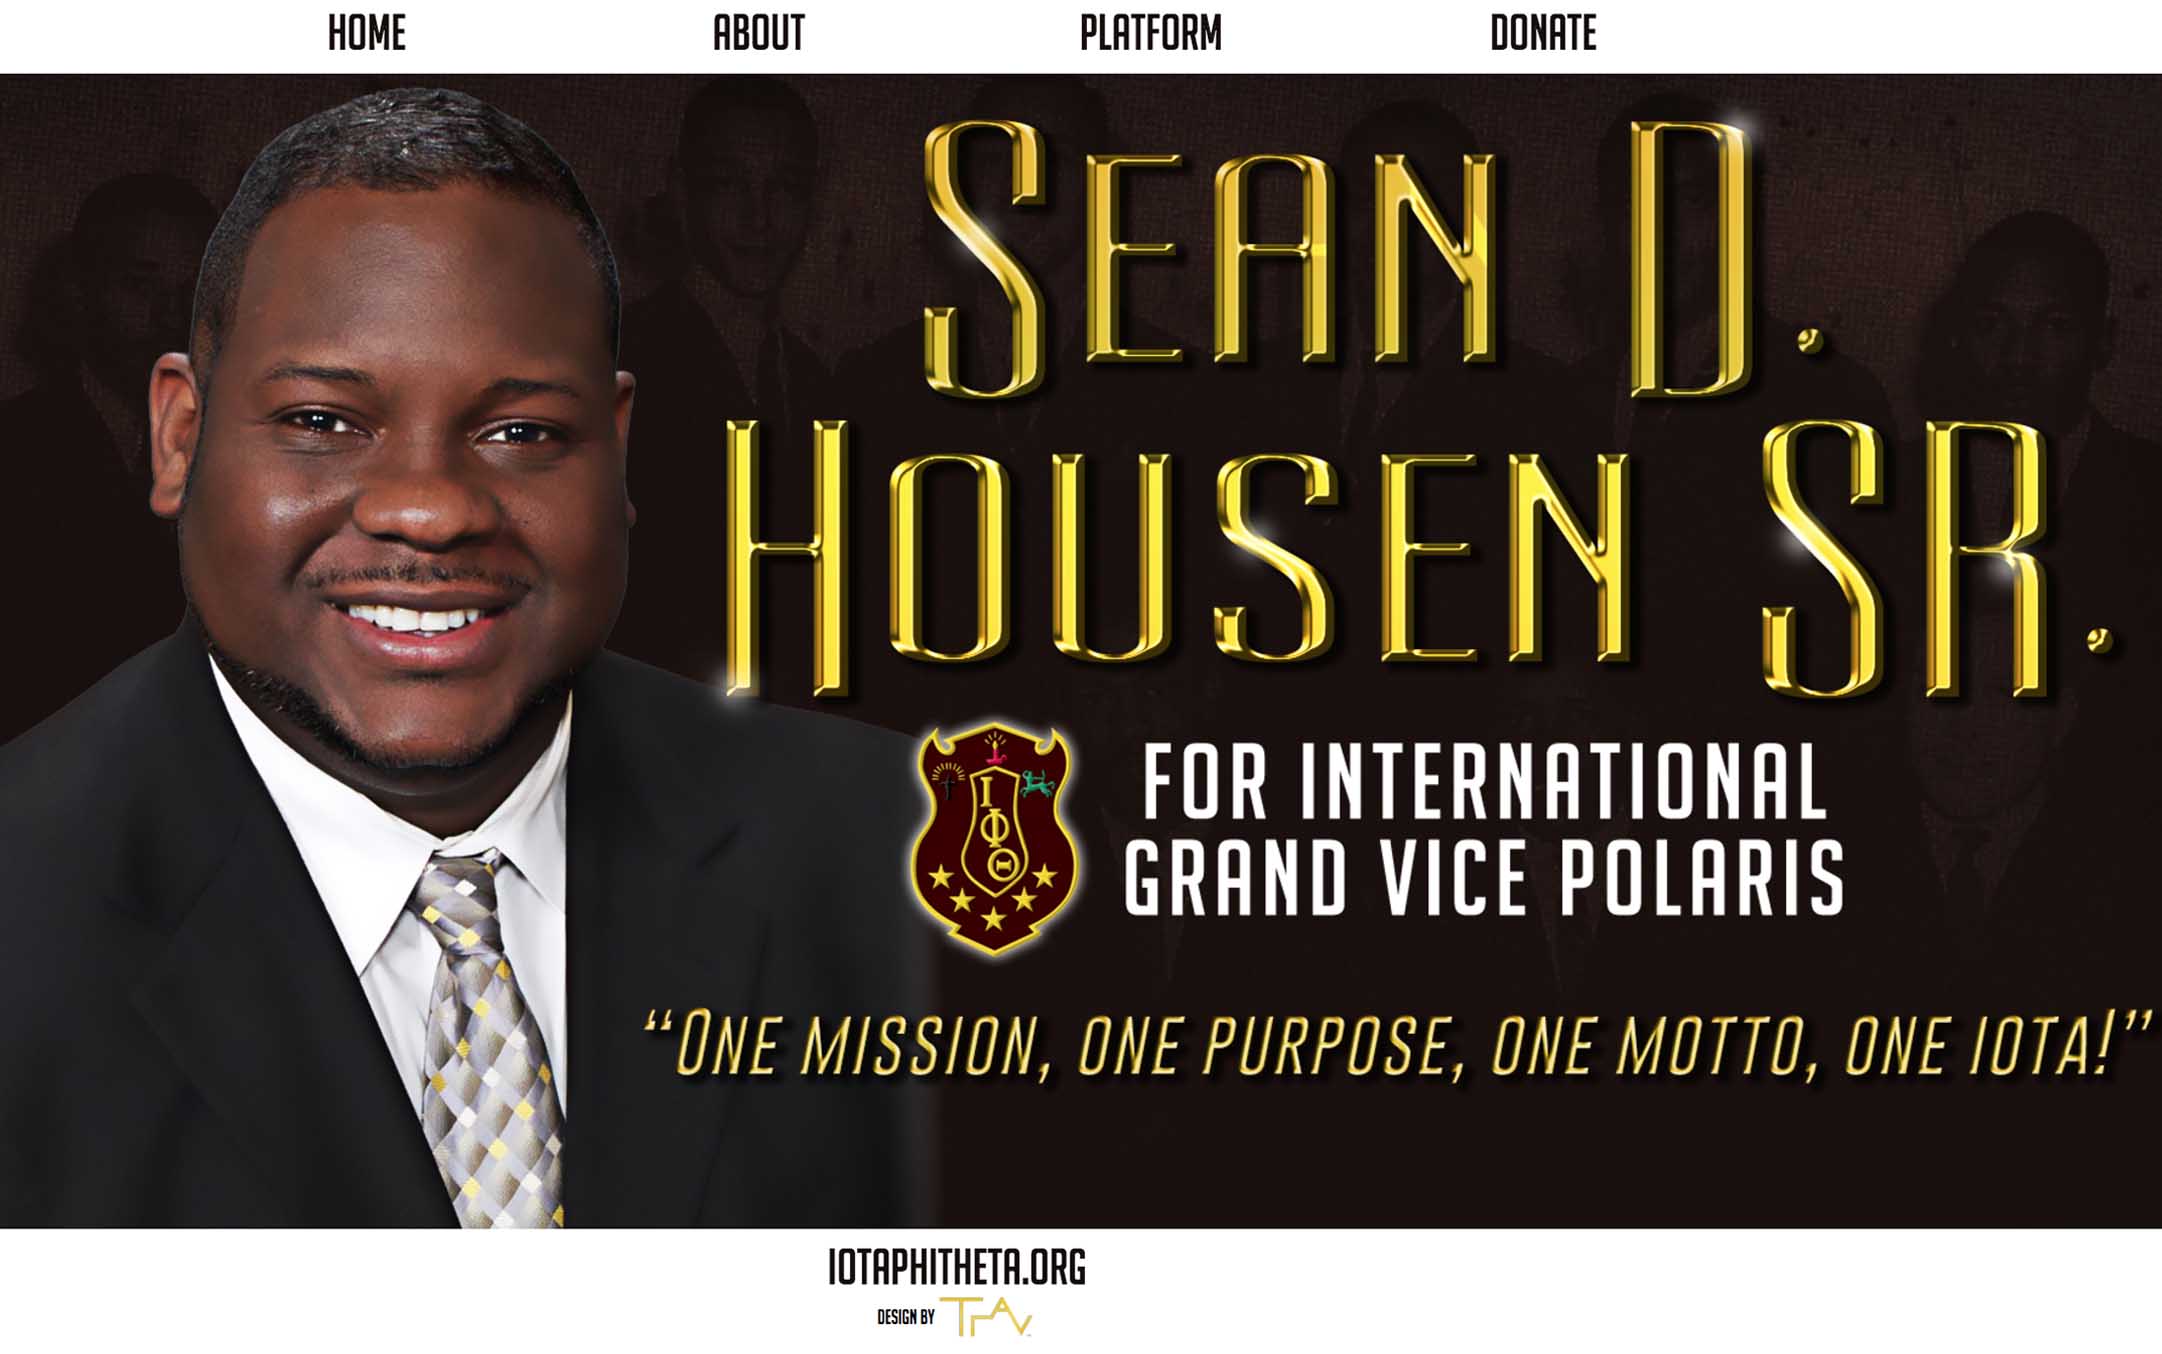 HOME ABOUT PLATFORM DONATE
SEAN D.
HOUSEN SR.
Ι
Φ
Θ
FOR INTERNATIONAL
GRAND VICE POLARIS
“ONE MISSION, ONE PURPOSE, ONE MOTTO, ONE IOTA!”
IOTAPHITHETA.ORG
DESIGN BY TRAV